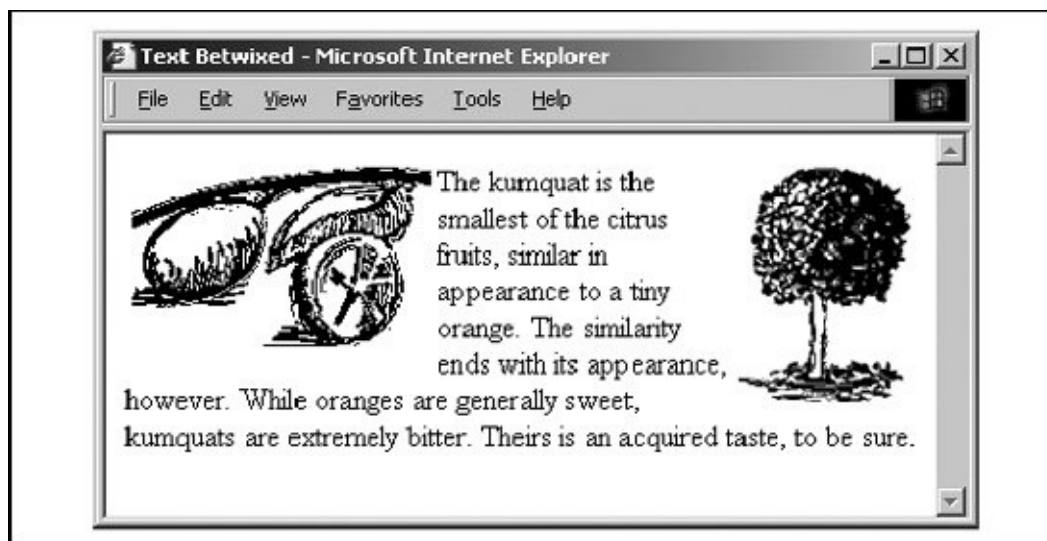 Text Betwixed - Microsoft Internet Explorer
File Edit View Favorites Tools Help
The kumquat is the
smallest of the citrus
fruits, similar in
appearance to a tiny
orange. The similarity
ends with its appearance,
however. While oranges are generally sweet,
kumquats are extremely bitter. Theirs is an acquired taste, to be sure.